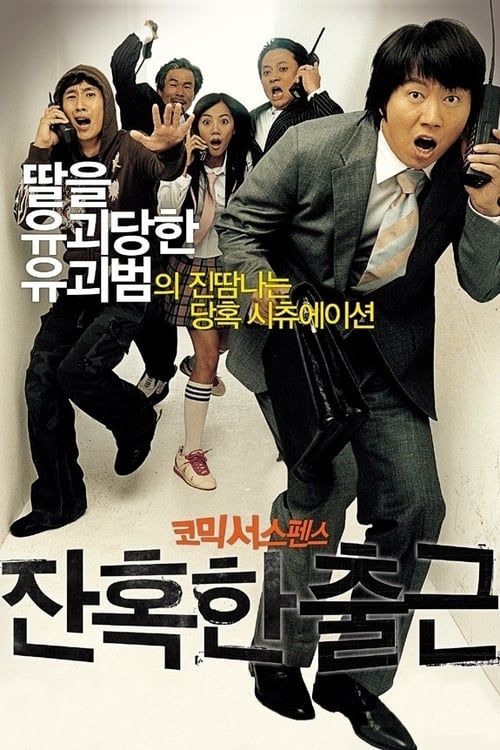 딸을
유괴당한
유괴범의 진땀나는
당혹 시츄에이션
코믹서스펜스
잔혹한출근